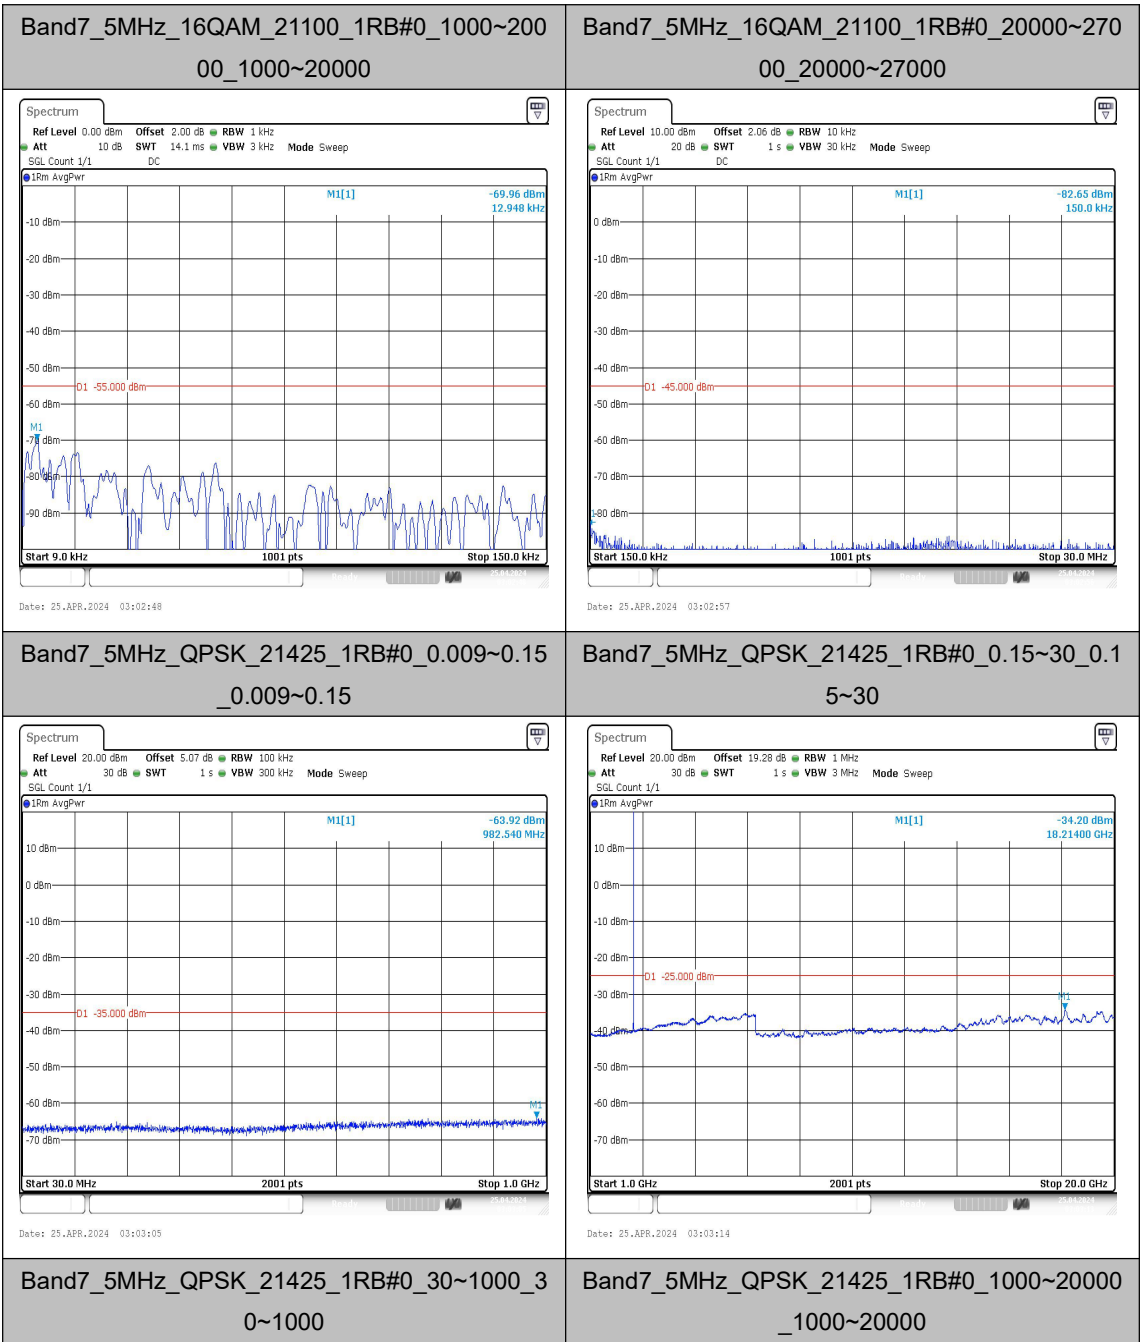 Band7_5MHz_16QAM_21100_1RB#0_1000~200
00_1000~20000
Band7_5MHz_16QAM_21100_1RB#0_20000~270
00_20000~27000
Spectrum
Ref Level 0.00 dBm Offset 2.00 dB RBW 1 kHz
Att 10 dB SWT 14.1 ms VBW 3 kHz Mode Sweep
SGL Count 1/1 DC
1Rm AvgPwr
M1[1] -69.96 dBm
12.948 kHz
-10 dBm
-20 dBm
-30 dBm
-40 dBm
-50 dBm
D1 -55.000 dBm
-60 dBm
M1
-70 dBm
-80 dBm
-90 dBm
Start 9.0 kHz 1001 pts Stop 150.0 kHz
25.04.2024
Date: 25.APR.2024 03:02:48
Spectrum
Ref Level 10.00 dBm Offset 2.06 dB RBW 10 kHz
Att 20 dB SWT 1 s VBW 30 kHz Mode Sweep
SGL Count 1/1 DC
1Rm AvgPwr
M1[1] -82.65 dBm
150.0 kHz
0 dBm
-10 dBm
-20 dBm
-30 dBm
-40 dBm
D1 -45.000 dBm
-50 dBm
-60 dBm
-70 dBm
-80 dBm
Start 150.0 kHz 1001 pts Stop 30.0 MHz
25.04.2024
Date: 25.APR.2024 03:02:57
Band7_5MHz_QPSK_21425_1RB#0_0.009~0.15
_0.009~0.15
Band7_5MHz_QPSK_21425_1RB#0_0.15~30_0.1
5~30
Spectrum
Ref Level 20.00 dBm Offset 5.07 dB RBW 100 kHz
Att 30 dB SWT 1 s VBW 300 kHz Mode Sweep
SGL Count 1/1
1Rm AvgPwr
M1[1] -63.92 dBm
982.540 MHz
10 dBm
0 dBm
-10 dBm
-20 dBm
-30 dBm
D1 -35.000 dBm
-40 dBm
-50 dBm
-60 dBm
M1
-70 dBm
Start 30.0 MHz 2001 pts Stop 1.0 GHz
25.04.2024
Date: 25.APR.2024 03:03:05
Spectrum
Ref Level 20.00 dBm Offset 19.28 dB RBW 1 MHz
Att 30 dB SWT 1 s VBW 3 MHz Mode Sweep
SGL Count 1/1
1Rm AvgPwr
M1[1] -34.20 dBm
18.21400 GHz
10 dBm
0 dBm
-10 dBm
-20 dBm
D1 -25.000 dBm
-30 dBm
M1
-40 dBm
-50 dBm
-60 dBm
-70 dBm
Start 1.0 GHz 2001 pts Stop 20.0 GHz
25.04.2024
Date: 25.APR.2024 03:03:14
Band7_5MHz_QPSK_21425_1RB#0_30~1000_3
0~1000
Band7_5MHz_QPSK_21425_1RB#0_1000~20000
_1000~20000